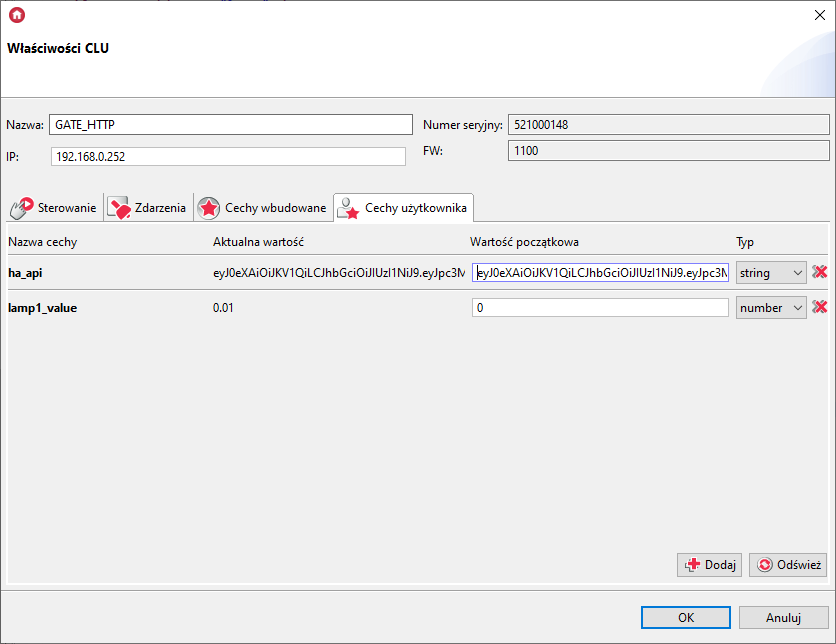 Właściwości CLU
Nazwa: GATE_HTTP Numer seryjny: 521000148
IP: 192.168.0.252 FW: 1100
Sterowanie Zdarzenia Cechy wbudowane Cechy użytkownika
Nazwa cechy Aktualna wartość Wartość początkowa Typ
ha_api eyJ0eXAiOiJKV1QiLCJhbGciOiJIUzI1NiJ9.eyJpc3M eyJ0eXAiOiJKV1QiLCJhbGciOiJIUzI1NiJ9.eyJpc3M string
lamp1_value 0.01 0 number
Dodaj Odśwież
OK Anuluj